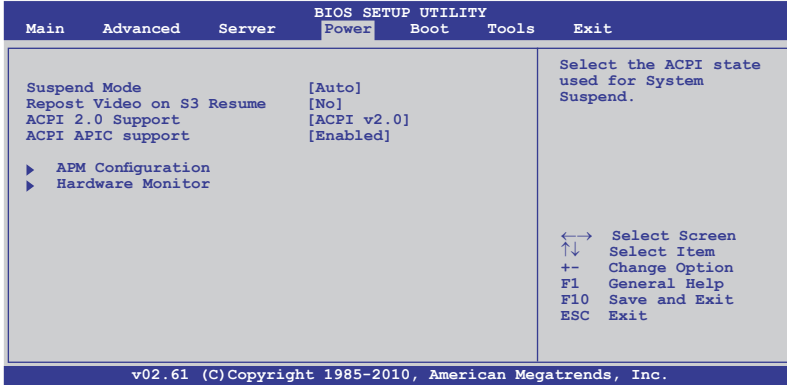 BIOS SETUP UTILITY
Main Advanced Server Power Boot Tools Exit
Suspend Mode [Auto]
Repost Video on S3 Resume [No]
ACPI 2.0 Support [ACPI v2.0]
ACPI APIC support [Enabled]
APM Configuration
Hardware Monitor
Select the ACPI state
used for System
Suspend.
←→ Select Screen
↑↓ Select Item
+- Change Option
F1 General Help
F10 Save and Exit
ESC Exit
v02.61 (C)Copyright 1985-2010, American Megatrends, Inc.